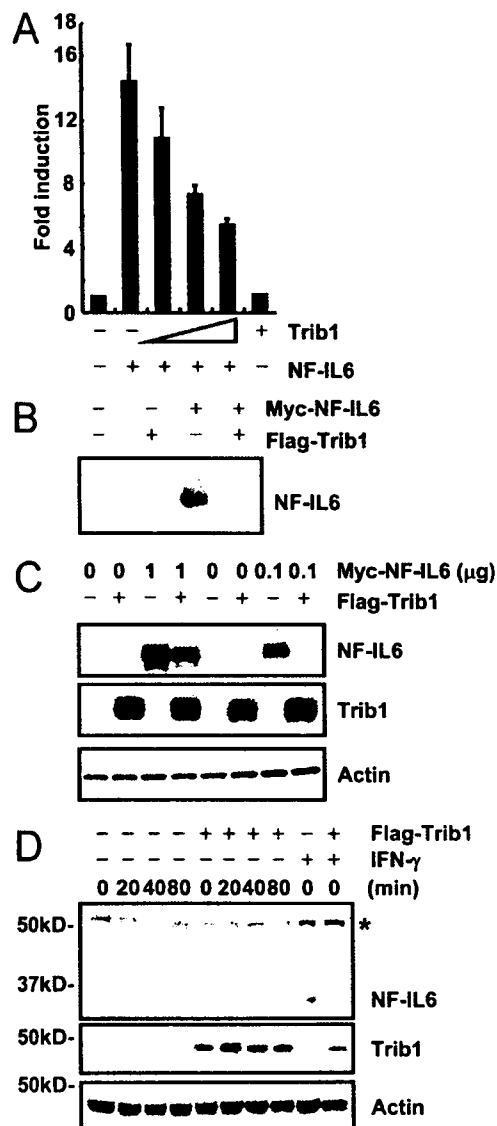 A
18
16
12
8
4
0
Fold induction
− − + Trib1
− + + + + − NF-IL6
B
− − + + Myc-NF-IL6
− + − + Flag-Trib1
NF-IL6
C
0 0 1 1 0 0 0.1 0.1 Myc-NF-IL6 (µg)
− + − + − + − + Flag-Trib1
NF-IL6
Trib1
Actin
D
− − − − + + + + − + Flag-Trib1
− − − − − − − − + + IFN-γ
0 20 40 80 0 20 40 80 0 0 (min)
50kD-
*
37kD-
NF-IL6
50kD-
Trib1
50kD-
Actin